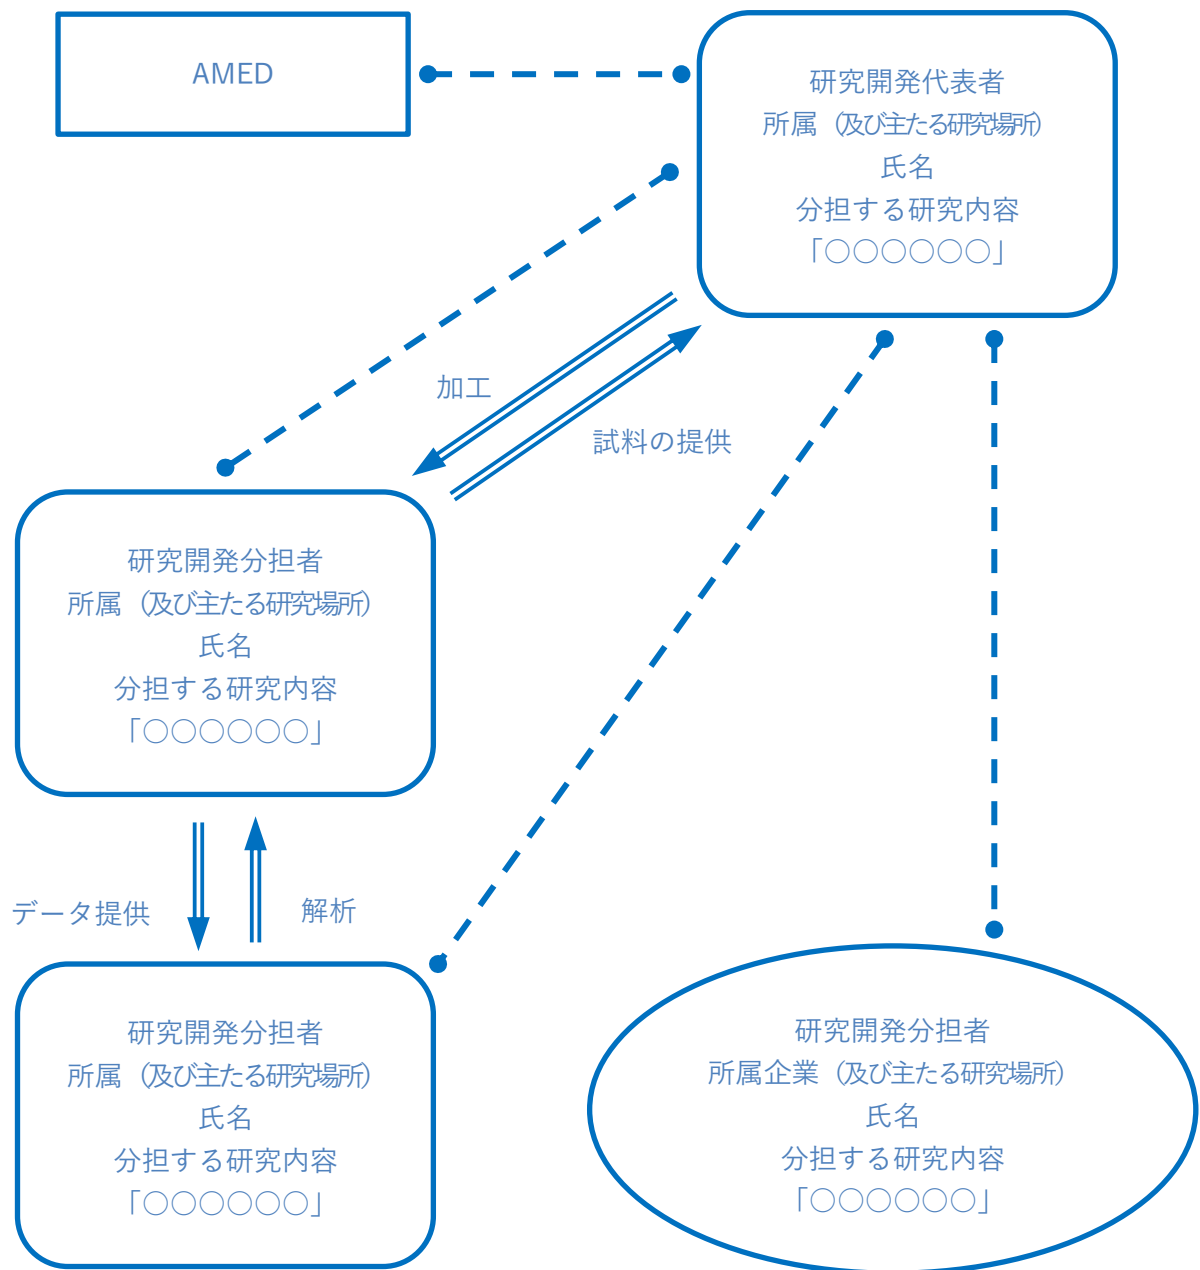 AMED
研究開発代表者
所属（及び主たる研究場所）
氏名
分担する研究内容
「○○○○○○」
加工
試料の提供
研究開発分担者
所属（及び主たる研究場所）
氏名
分担する研究内容
「○○○○○○」
データ提供
解析
研究開発分担者
所属（及び主たる研究場所）
氏名
分担する研究内容
「○○○○○○」
研究開発分担者
所属企業（及び主たる研究場所）
氏名
分担する研究内容
「○○○○○○」